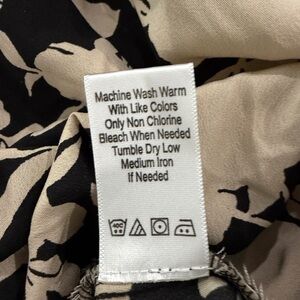 Machine Wash Warm
With Like Colors
Only Non Chlorine
Bleach When Needed
Tumble Dry Low
Medium Iron
If Needed